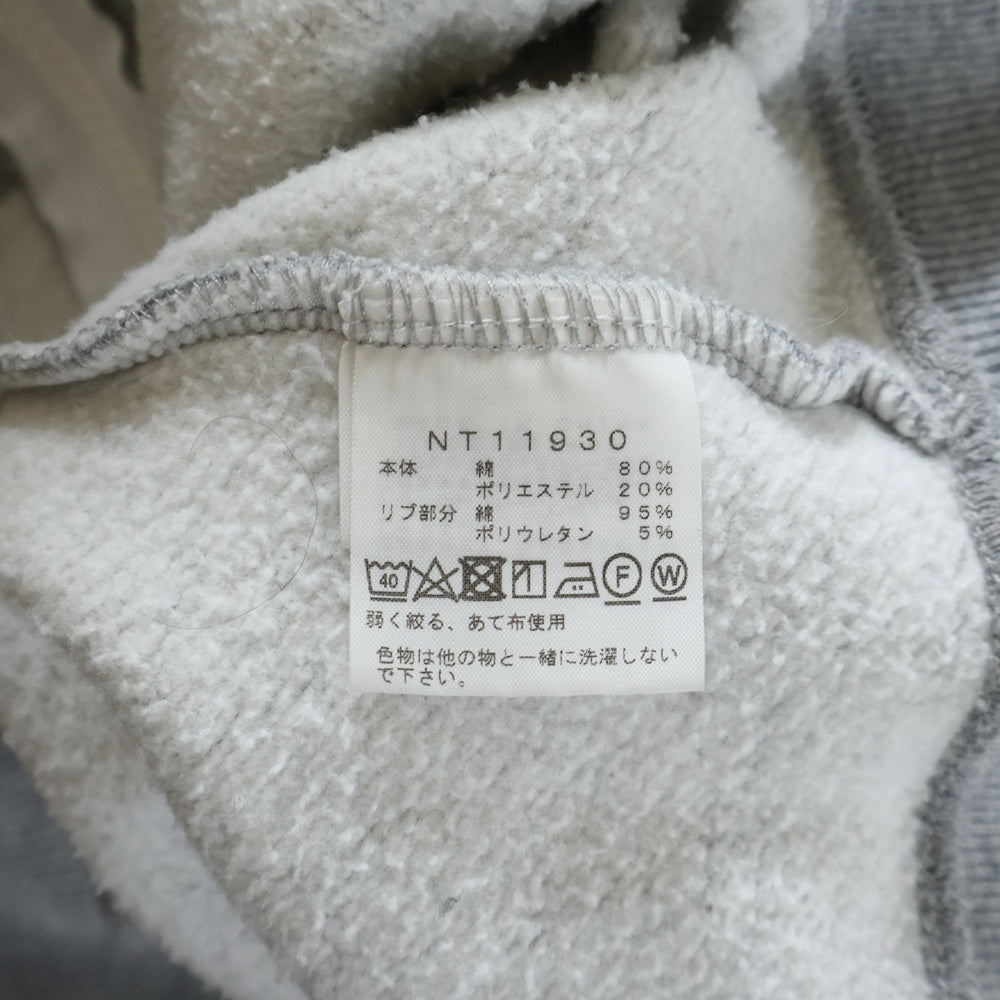 NT11930
本体 綿 80%
ポリエステル 20%
リブ部分 綿 95%
ポリウレタン 5%
40 F W
弱く絞る、あて布使用
色物は他の物と一緒に洗濯しない
で下さい。